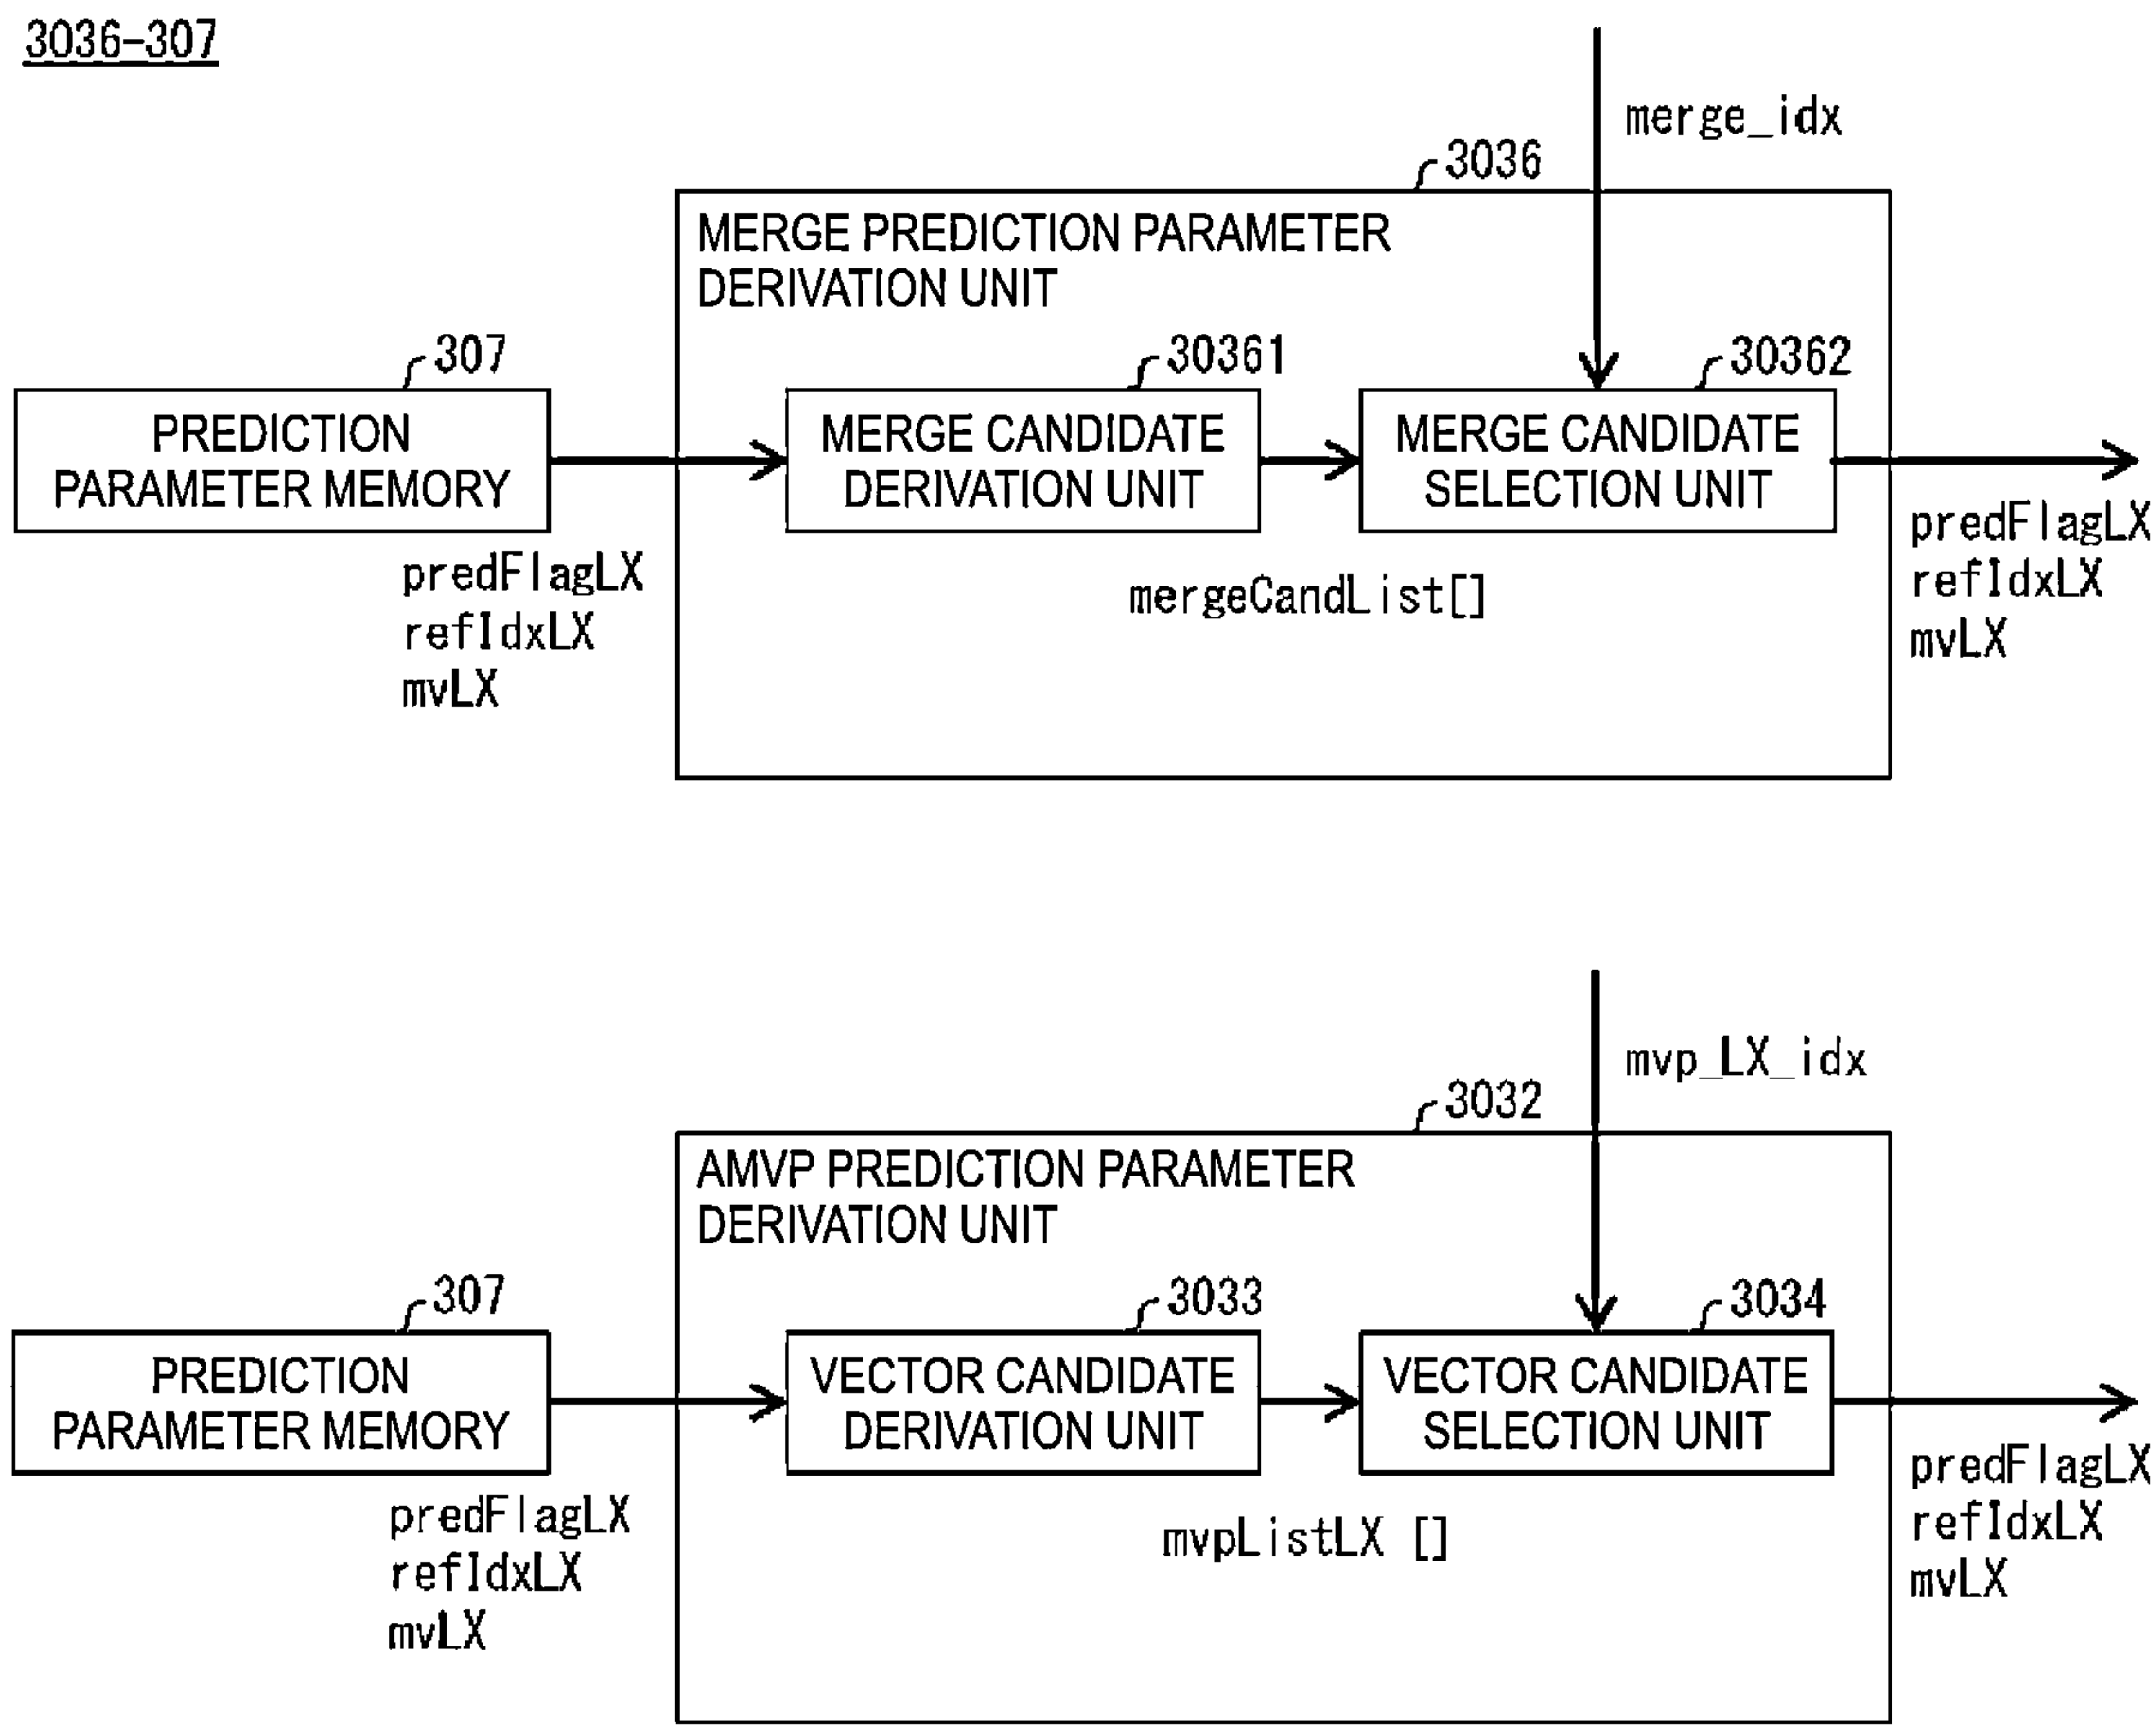 3036-307
merge_idx
3036
MERGE PREDICTION PARAMETER
DERIVATION UNIT
307
30361
30362
PREDICTION
PARAMETER MEMORY
MERGE CANDIDATE
DERIVATION UNIT
MERGE CANDIDATE
SELECTION UNIT
predFlagLX
refIdxLX
mvLX
mergeCandList[]
predFlagLX
refIdxLX
mvLX
mvp_LX_idx
3032
AMVP PREDICTION PARAMETER
DERIVATION UNIT
307
3033
3034
PREDICTION
PARAMETER MEMORY
VECTOR CANDIDATE
DERIVATION UNIT
VECTOR CANDIDATE
SELECTION UNIT
predFlagLX
refIdxLX
mvLX
mvpListLX []
predFlagLX
refIdxLX
mvLX